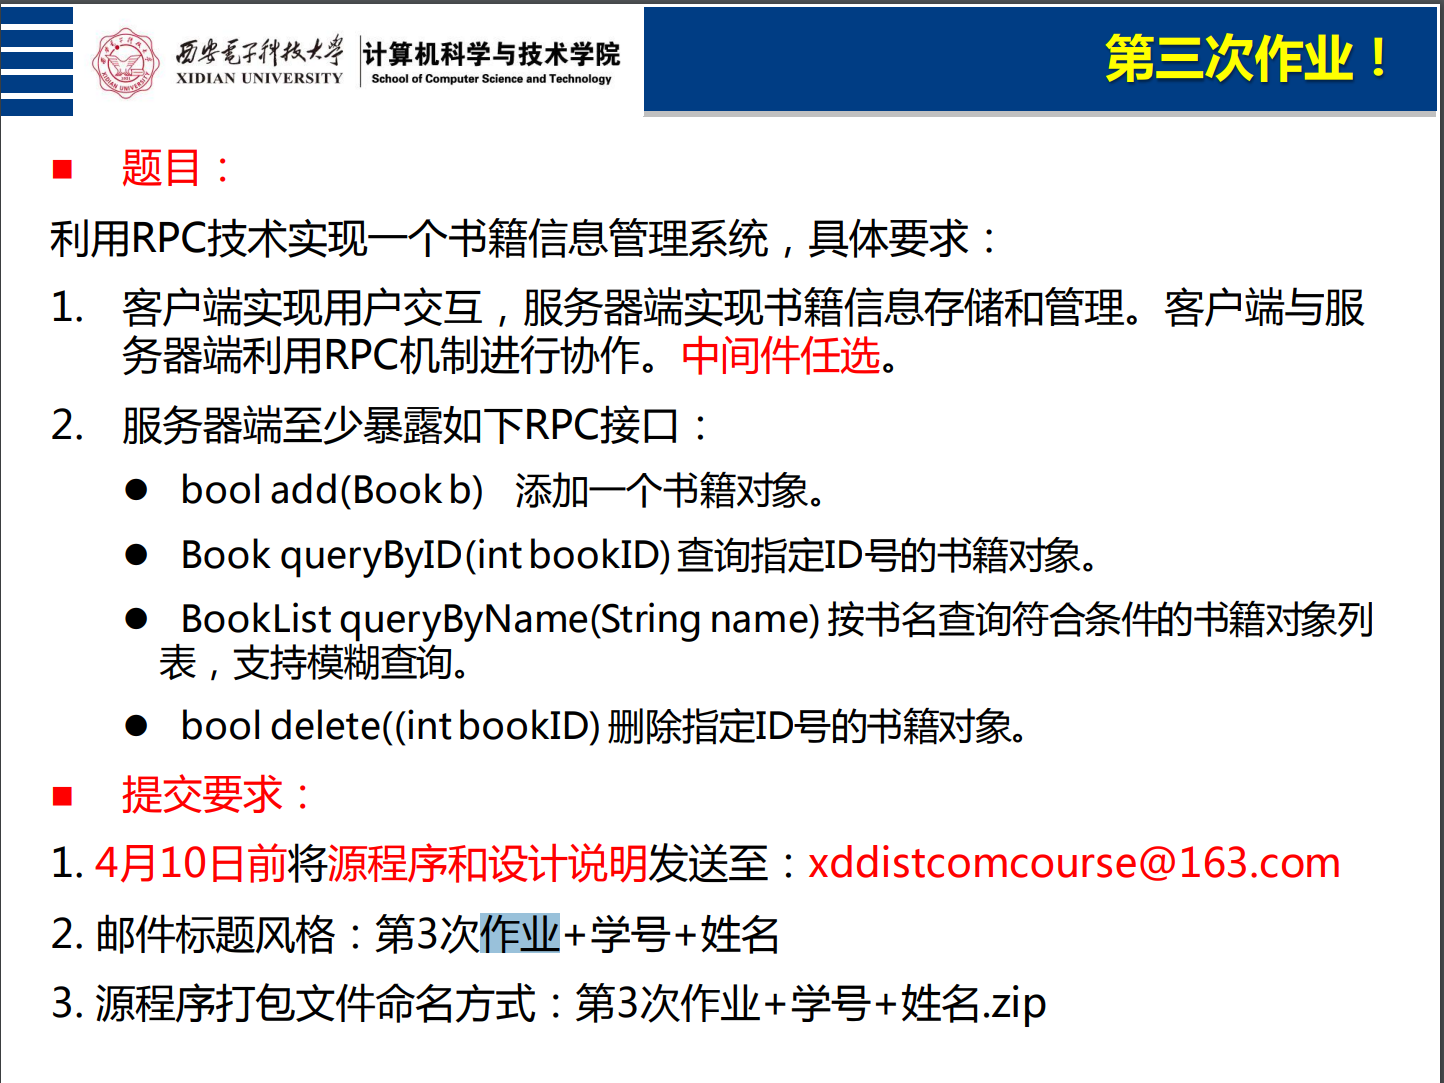 西安电子科技大学
XIDIAN UNIVERSITY
计算机科学与技术学院
School of Computer Science and Technology
第三次作业！
题目：
利用RPC技术实现一个书籍信息管理系统，具体要求：
1. 客户端实现用户交互，服务器端实现书籍信息存储和管理。客户端与服
务器端利用RPC机制进行协作。中间件任选。
2. 服务器端至少暴露如下RPC接口：
● bool add(Book b) 添加一个书籍对象。
● Book queryByID(int bookID) 查询指定ID号的书籍对象。
● BookList queryByName(String name) 按书名查询符合条件的书籍对象列
表，支持模糊查询。
● bool delete((int bookID) 删除指定ID号的书籍对象。
提交要求：
1. 4月10日前将源程序和设计说明发送至：xddistcomcourse@163.com
2. 邮件标题风格：第3次作业+学号+姓名
3. 源程序打包文件命名方式：第3次作业+学号+姓名.zip